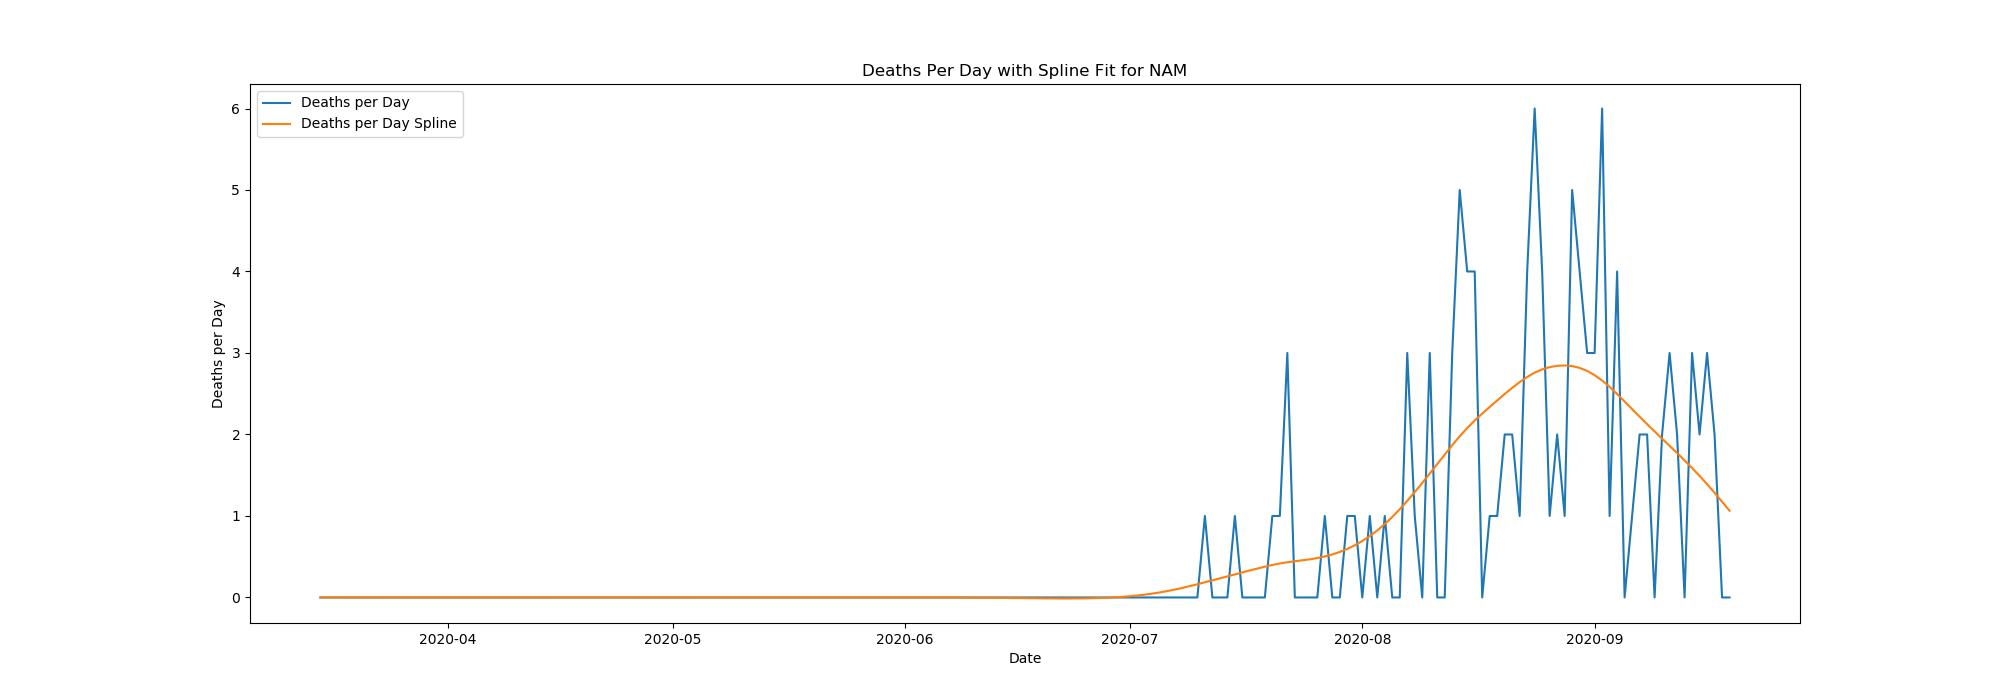 Deaths Per Day with Spline Fit for NAM
Deaths per Day
Deaths per Day Spline
6
5
4
3
2
1
0
Deaths per Day
2020-04
2020-05
2020-06
2020-07
2020-08
2020-09
Date